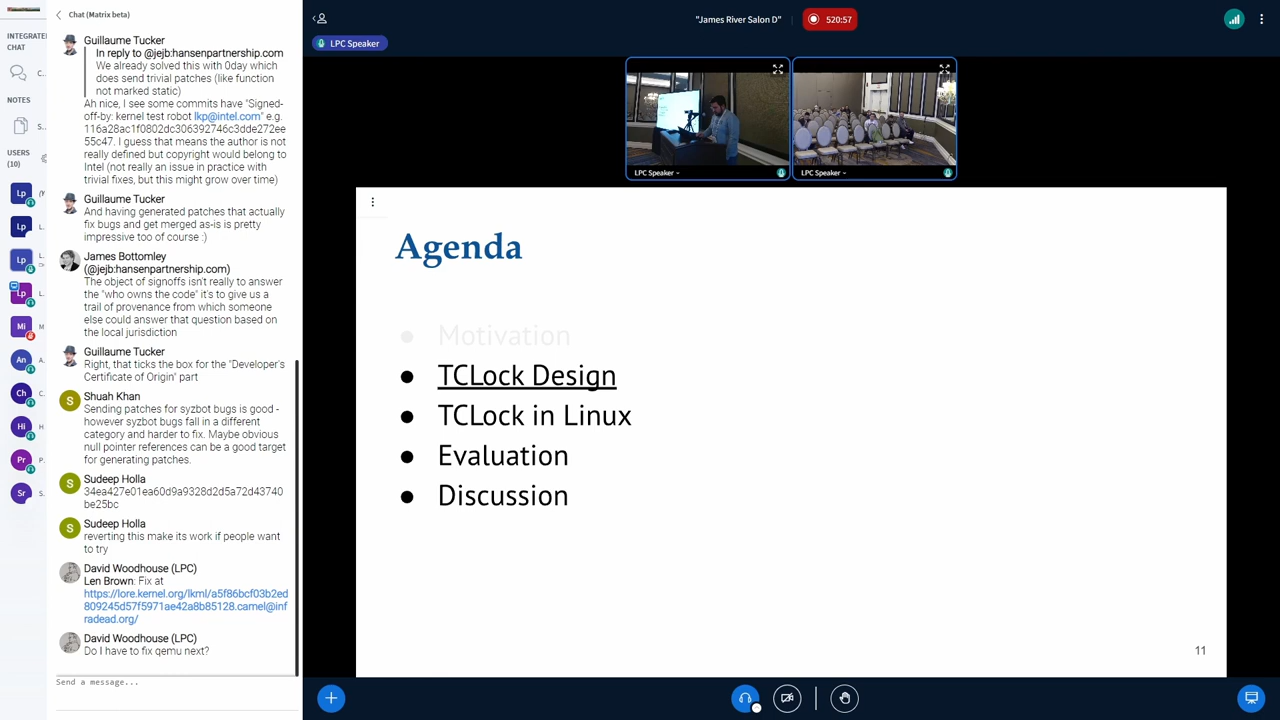 INTEGRATE
CHAT
C..
NOTES
S..
USERS
(10)
Lp
L..
Lp
L..
Lp
Lp
Mi
M
An
A.
Ch
C.
Hi
H
Pr
P.
Sr
S.
Chat (Matrix beta)
Guillaume Tucker
In reply to @jejb:hansenpartnership.com
We already solved this with 0day which
does send trivial patches (like function
not marked static)
Ah nice, I see some commits have "Signed-
off-by: kernel test robot lkp@intel.com" e.g.
116a28ac1f0802dc306392746c3dde272ee
55c47. I guess that means the author is not
really defined but copyright would belong to
Intel (not really an issue in practice with
trivial fixes, but this might grow over time)
Guillaume Tucker
And having generated patches that actually
fix bugs and get merged as-is is pretty
impressive too of course :)
James Bottomley
(@jejb:hansenpartnership.com)
The object of signoffs isn't really to answer
the "who owns the code" it's to give us a
trail of provenance from which someone
else could answer that question based on
the local jurisdiction
Guillaume Tucker
Right, that ticks the box for the "Developer's
Certificate of Origin" part
Shuah Khan
Sending patches for syzbot bugs is good -
however syzbot bugs fall in a different
category and harder to fix. Maybe obvious
null pointer references can be a good target
for generating patches.
Sudeep Holla
34ea427e01ea60d9a9328d2d5a72d43740
be25bc
Sudeep Holla
reverting this make its work if people want
to try
David Woodhouse (LPC)
Len Brown: Fix at
https://lore.kernel.org/lkml/a5f86bcf03b2ed
809245d57f5971ae42a8b85128.camel@inf
radead.org/
David Woodhouse (LPC)
Do I have to fix qemu next?
Send a message...
"James River Salon D"
520:57
LPC Speaker
LPC Speaker
LPC Speaker
Agenda
Motivation
TCLock Design
TCLock in Linux
Evaluation
Discussion
11